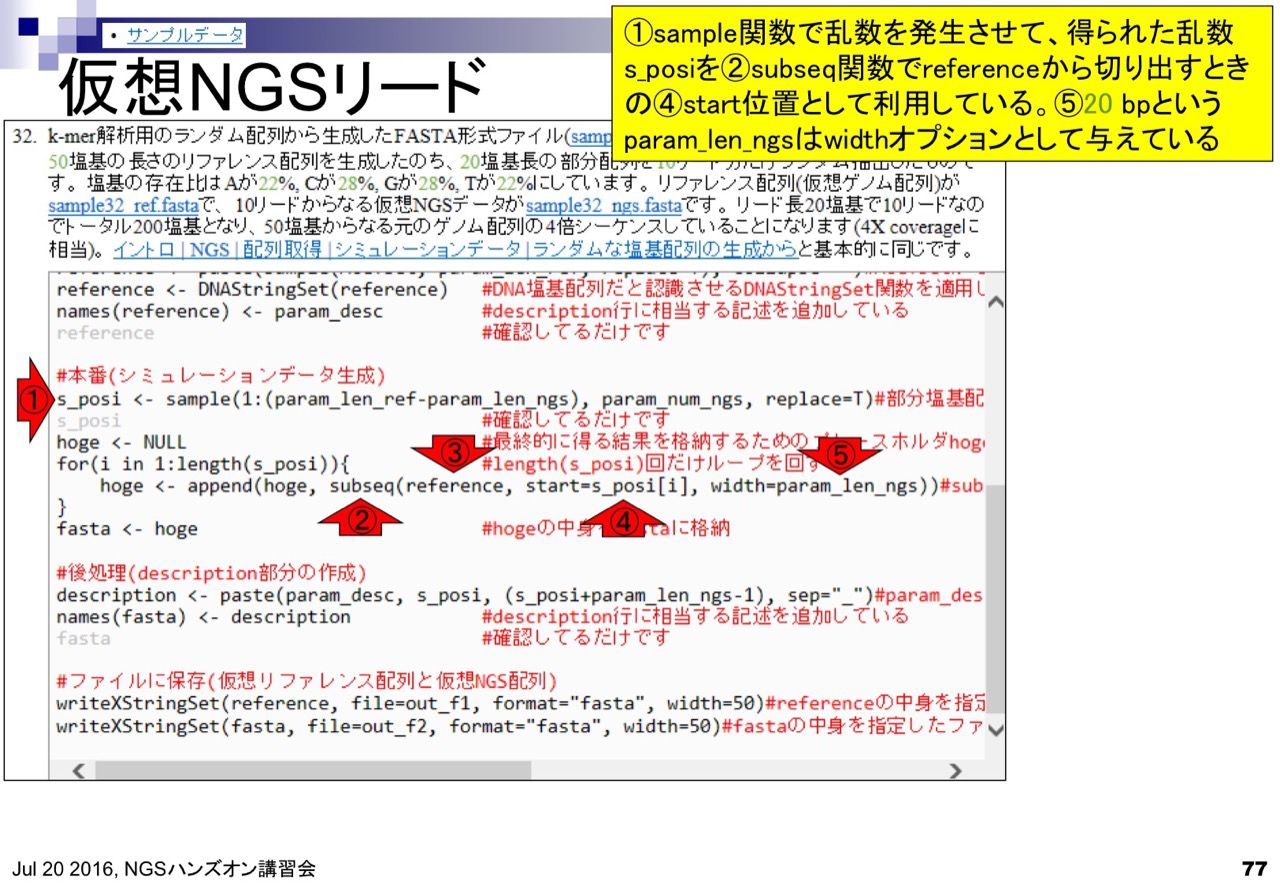 • サンプルデータ
仮想NGSリード
①sample関数で乱数を発生させて、得られた乱数
s_posiを②subseq関数でreferenceから切り出すとき
の④start位置として利用している。⑤20 bpという
param_len_ngsはwidthオプションとして与えている
32. k-mer解析用のランダム配列から生成したFASTA形式ファイル(samp
50塩基の長さのリファレンス配列を生成したのち、20塩基長の部分配列を10リード分だけランダム抽出したもので
す。塩基の存在比はAが22%, Cが28%, Gが28%, Tが22%にしています。リファレンス配列(仮想ゲノム配列)が
sample32_ref.fastaで、10リードからなる仮想NGSデータがsample32_ngs.fastaです。リード長20塩基で10リードなの
でトータル200塩基となり、50塩基からなる元のゲノム配列の4倍シーケンスしていることになります(4X coverageに
相当)。イントロ | NGS | 配列取得 | シミュレーションデータ | ランダムな塩基配列の生成からと基本的に同じです。
reference <- DNAStringSet(reference) #DNA塩基配列だと認識させるDNAStringSet関数を適用し
names(reference) <- param_desc #description行に相当する記述を追加している
reference #確認してるだけです
#本番(シミュレーションデータ生成)
① s_posi <- sample(1:(param_len_ref-param_len_ngs), param_num_ngs, replace=T)#部分塩基配
s_posi #確認してるだけです
hoge <- NULL #最終的に得る結果を格納するためのプレースホルダhoge
for(i in 1:length(s_posi)){ #length(s_posi)回だけループを回す
③ ⑤
hoge <- append(hoge, subseq(reference, start=s_posi[i], width=param_len_ngs))#sub
② ④
}
fasta <- hoge #hogeの中身をfastaに格納
#後処理(description部分の作成)
description <- paste(param_desc, s_posi, (s_posi+param_len_ngs-1), sep="_")#param_des
names(fasta) <- description #description行に相当する記述を追加している
fasta #確認してるだけです
#ファイルに保存(仮想リファレンス配列と仮想NGS配列)
writeXStringSet(reference, file=out_f1, format="fasta", width=50)#referenceの中身を指定
writeXStringSet(fasta, file=out_f2, format="fasta", width=50)#fastaの中身を指定したファ
Jul 20 2016, NGSハンズオン講習会
77